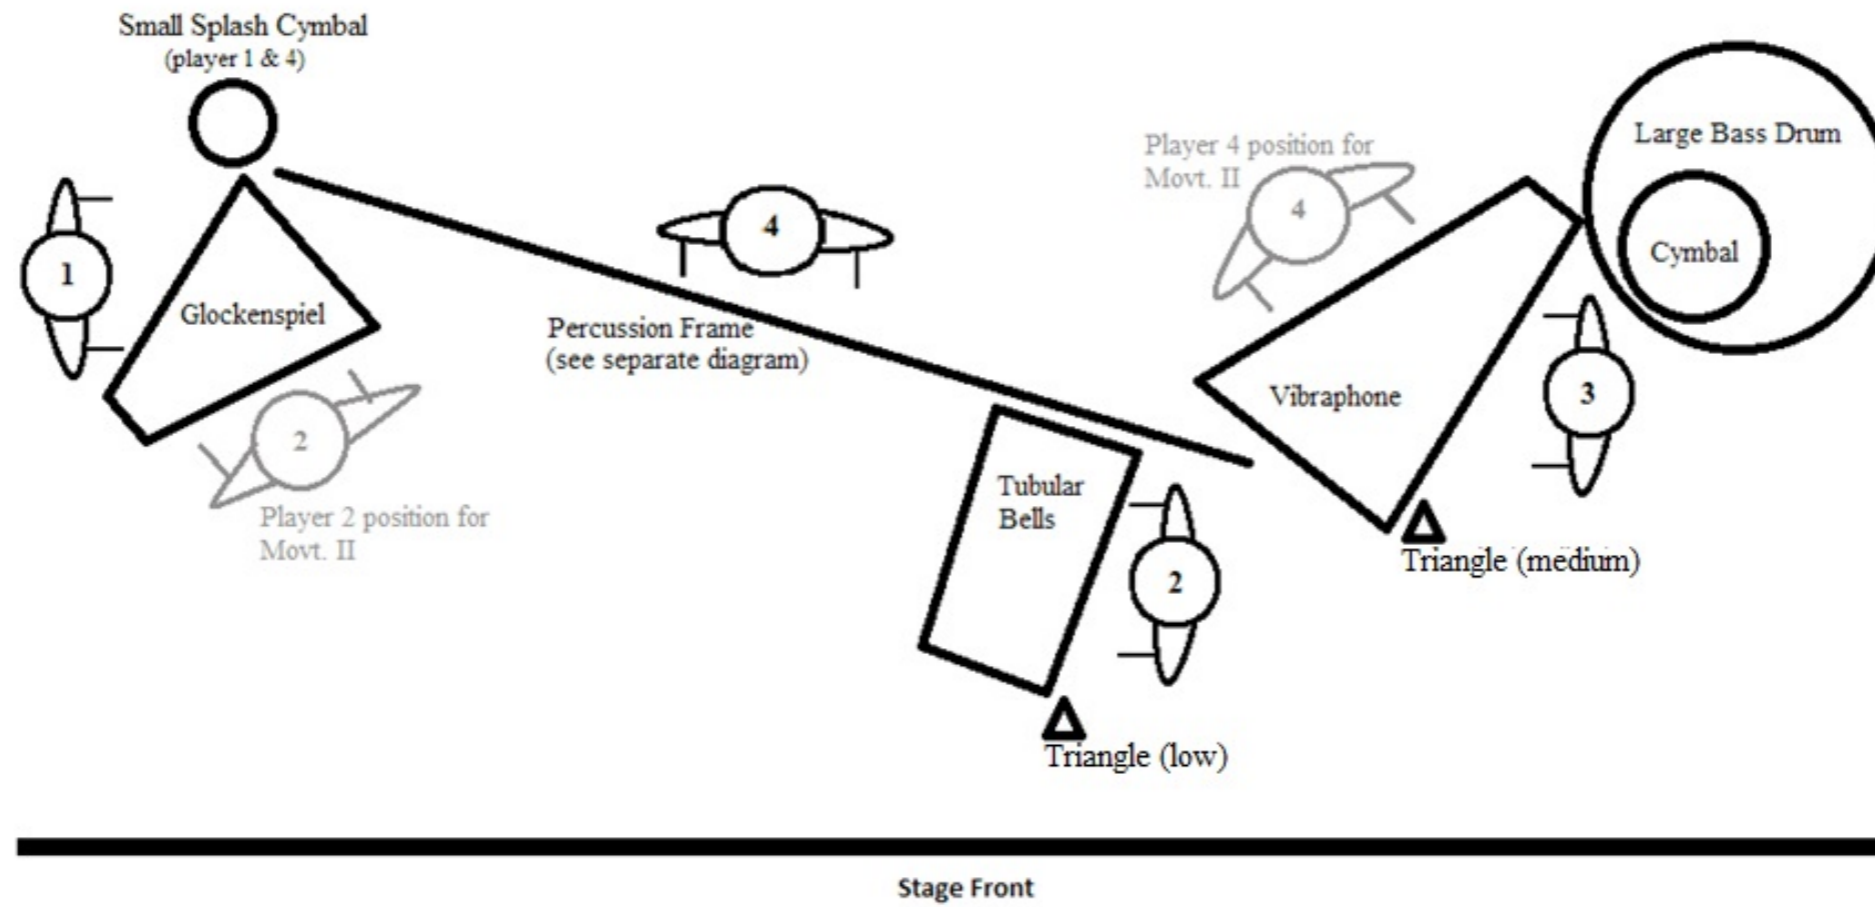 Small Splash Cymbal
(player 1 & 4)
1
Glockenspiel
2
Player 2 position for
Movt. II
4
Percussion Frame
(see separate diagram)
Tubular
Bells
2
Triangle (low)
Player 4 position for
Movt. II
4
Vibraphone
Large Bass Drum
Cymbal
3
Triangle (medium)
Stage Front